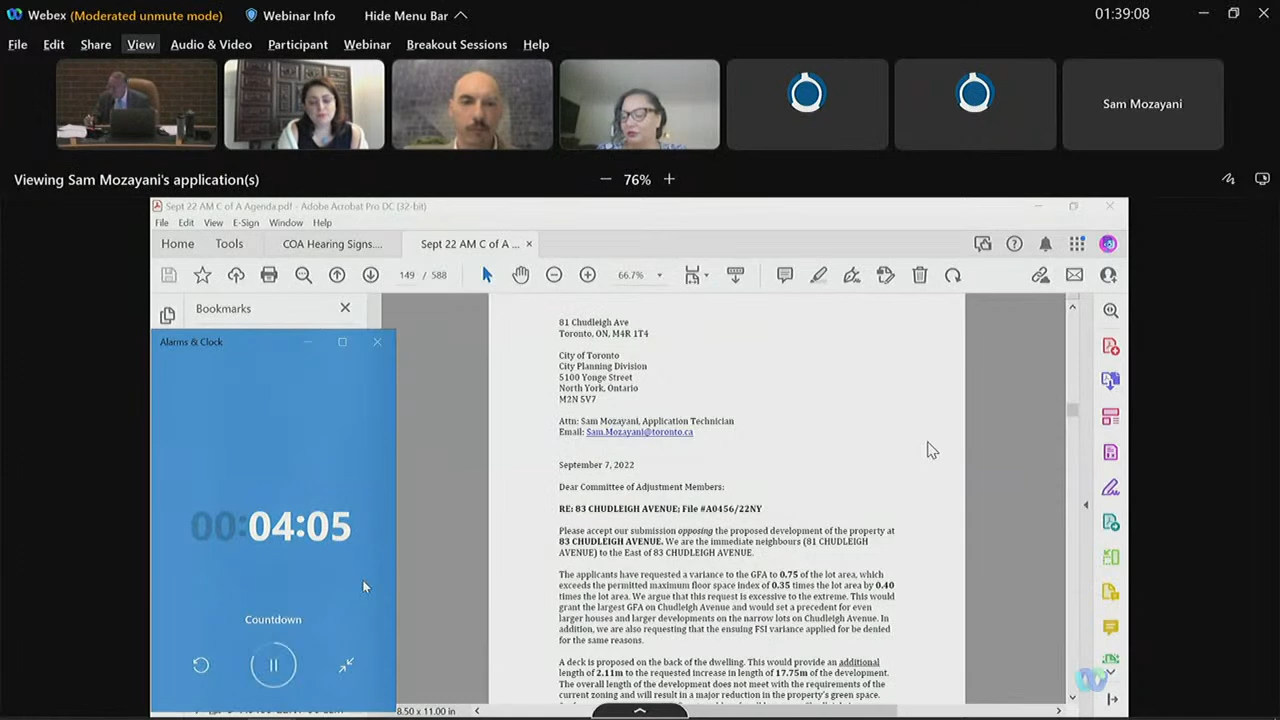 Webex (Moderated unmute mode) Webinar Info Hide Menu Bar 01:39:08
File Edit Share View Audio & Video Participant Webinar Breakout Sessions Help
Sam Mozayani
Viewing Sam Mozayani's application(s) 76%
Sept 22 AM C of A Agenda.pdf - Adobe Acrobat Pro DC (32-bit)
File Edit View E-Sign Window Help
Home Tools COA Hearing Signs.... Sept 22 AM C of A ...
149 / 588 66.7%
Bookmarks
Alarms & Clock
00:04:05
Countdown
81 Chudleigh Ave
Toronto, ON, M4R 1T4
City of Toronto
City Planning Division
5100 Yonge Street
North York, Ontario
M2N 5V7
Attn: Sam Mozayani, Application Technician
Email: Sam.Mozayani@toronto.ca
September 7, 2022
Dear Committee of Adjustment Members:
RE: 83 CHUDLEIGH AVENUE; File #A0456/22NY
Please accept our submission opposing the proposed development of the property at
83 CHUDLEIGH AVENUE. We are the immediate neighbours (81 CHUDLEIGH
AVENUE) to the East of 83 CHUDLEIGH AVENUE.
The applicants have requested a variance to the GFA to 0.75 of the lot area, which
exceeds the permitted maximum floor space index of 0.35 times the lot area by 0.40
times the lot area. We argue that this request is excessive to the extreme. This would
grant the largest GFA on Chudleigh Avenue and would set a precedent for even
larger houses and larger developments on the narrow lots on Chudleigh Avenue. In
addition, we are also requesting that the ensuing FSI variance applied for be denied
for the same reasons.
A deck is proposed on the back of the dwelling. This would provide an additional
length of 2.11m to the requested increase in length of 17.75m of the development.
The overall length of the development does not meet with the requirements of the
current zoning and will result in a major reduction in the property's green space.
8.50 x 11.00 in